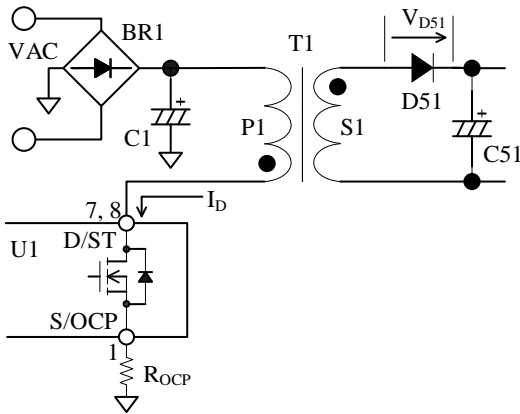 V_D51
BR1
T1
VAC
D51
C1
P1
S1
C51
7, 8
I_D
D/ST
U1
S/OCP
1
R_OCP